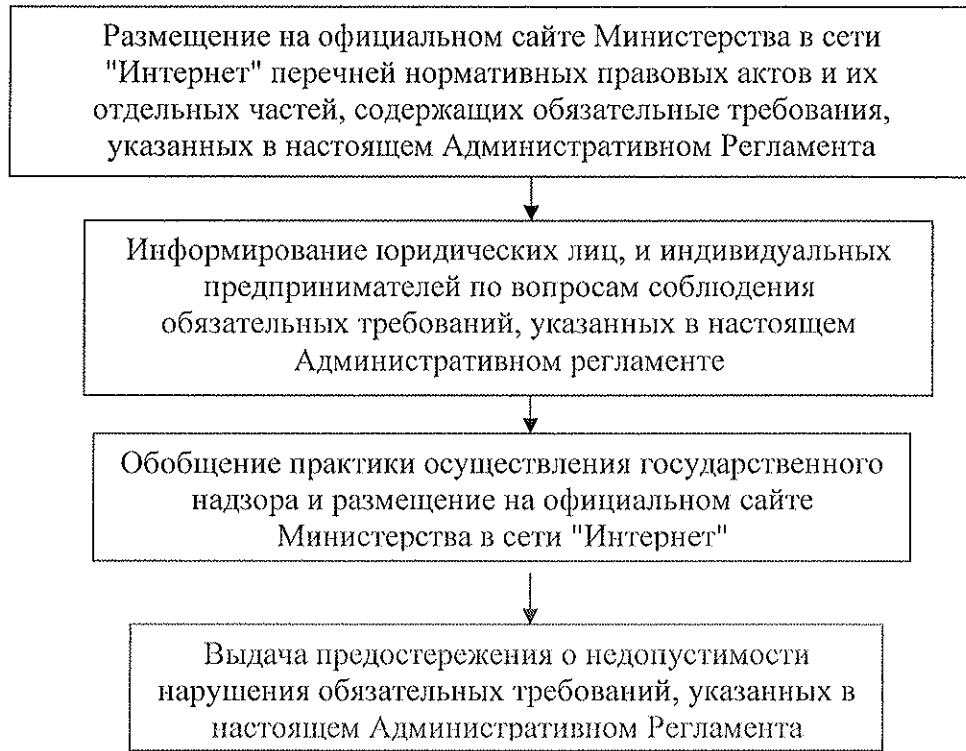 Размещение на официальном сайте Министерства в сети
"Интернет" перечней нормативных правовых актов и их
отдельных частей, содержащих обязательные требования,
указанных в настоящем Административном Регламента
Информирование юридических лиц, и индивидуальных
предпринимателей по вопросам соблюдения
обязательных требований, указанных в настоящем
Административном регламенте
Обобщение практики осуществления государственного
надзора и размещение на официальном сайте
Министерства в сети "Интернет"
Выдача предостережения о недопустимости
нарушения обязательных требований, указанных в
настоящем Административном Регламента